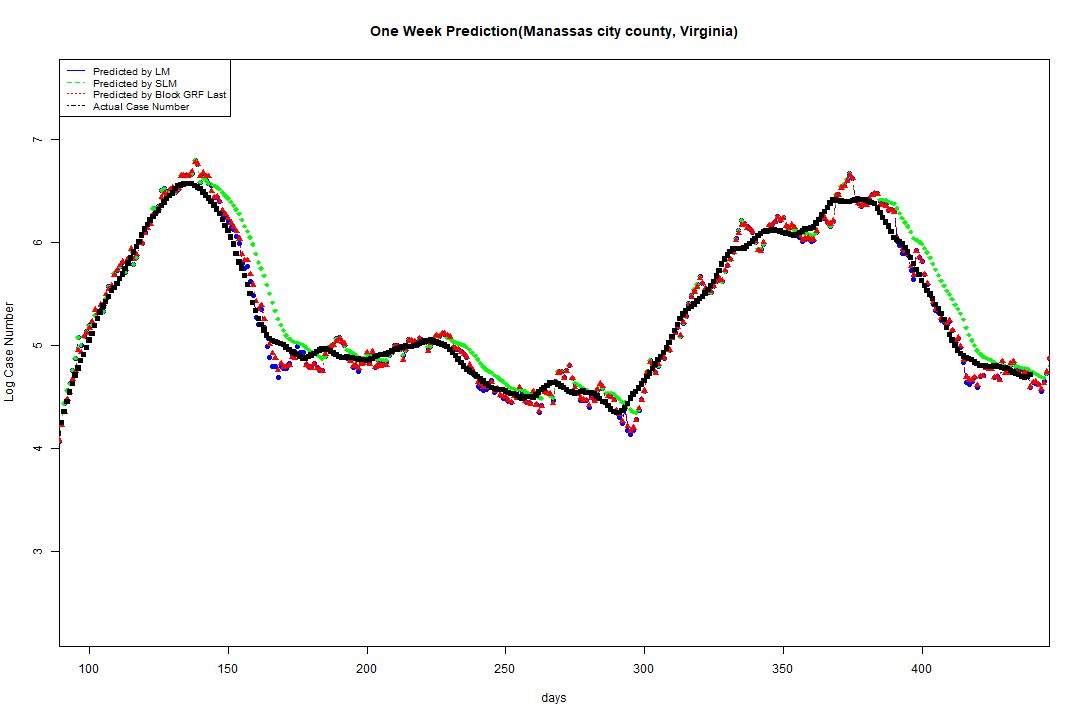 One Week Prediction(Manassas city county, Virginia)
Predicted by LM
Predicted by SLM
Predicted by Block GRF Last
Actual Case Number
7
6
5
4
3
Log Case Number
100 150 200 250 300 350 400
days